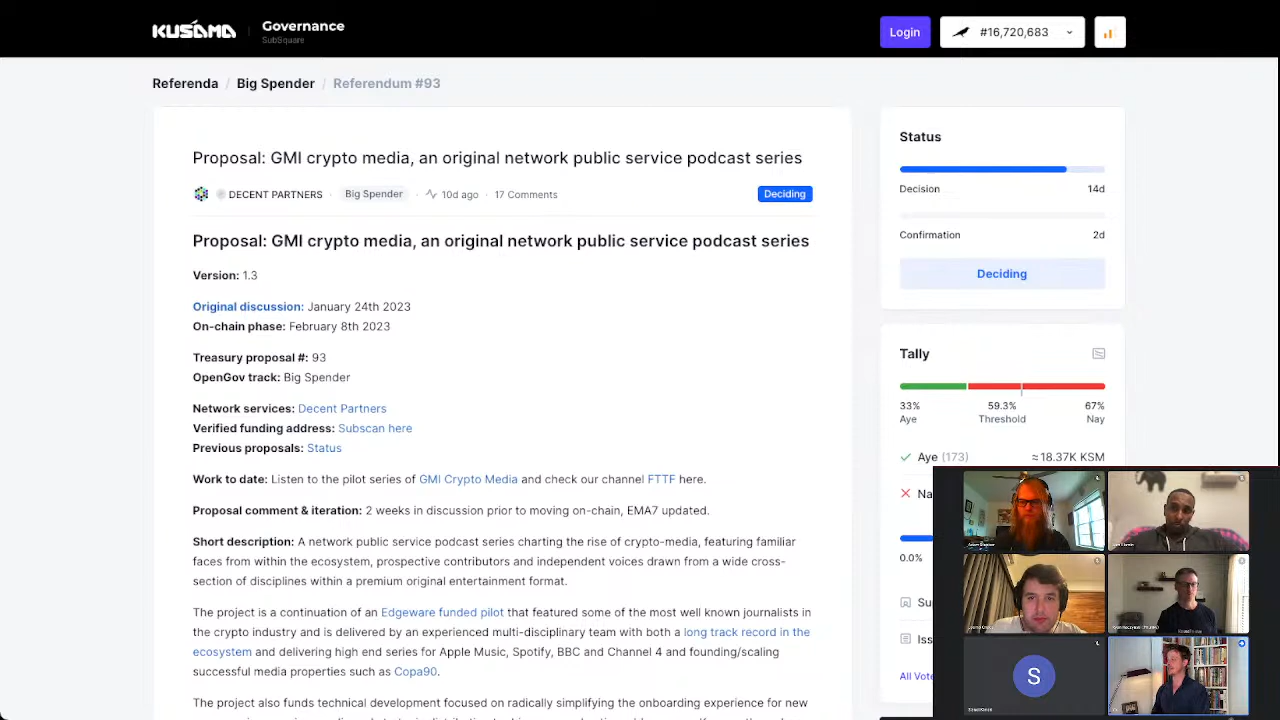 KUSAMA
Governance
SubSquare
Login
#16,720,683
Referenda / Big Spender / Referendum #93
Proposal: GMI crypto media, an original network public service podcast series
DECENT PARTNERS · Big Spender · 10d ago · 17 Comments
Deciding
Proposal: GMI crypto media, an original network public service podcast series
Version: 1.3
Original discussion: January 24th 2023
On-chain phase: February 8th 2023
Treasury proposal #: 93
OpenGov track: Big Spender
Network services: Decent Partners
Verified funding address: Subscan here
Previous proposals: Status
Work to date: Listen to the pilot series of GMI Crypto Media and check our channel FTTF here.
Proposal comment & iteration: 2 weeks in discussion prior to moving on-chain, EMA7 updated.
Short description: A network public service podcast series charting the rise of crypto-media, featuring familiar
faces from within the ecosystem, prospective contributors and independent voices drawn from a wide cross-
section of disciplines within a premium original entertainment format.
The project is a continuation of an Edgeware funded pilot that featured some of the most well known journalists in
the crypto industry and is delivered by an experienced multi-disciplinary team with both a long track record in the
ecosystem and delivering high end series for Apple Music, Spotify, BBC and Channel 4 and founding/scaling
successful media properties such as Copa90.
The project also funds technical development focused on radically simplifying the onboarding experience for new
Status
Decision 14d
Confirmation 2d
Deciding
Tally
33% 59.3% 67%
Aye Threshold Nay
Aye (173) ≈ 18.37K KSM
Na
0.0%
Su
Iss
All Vote
S